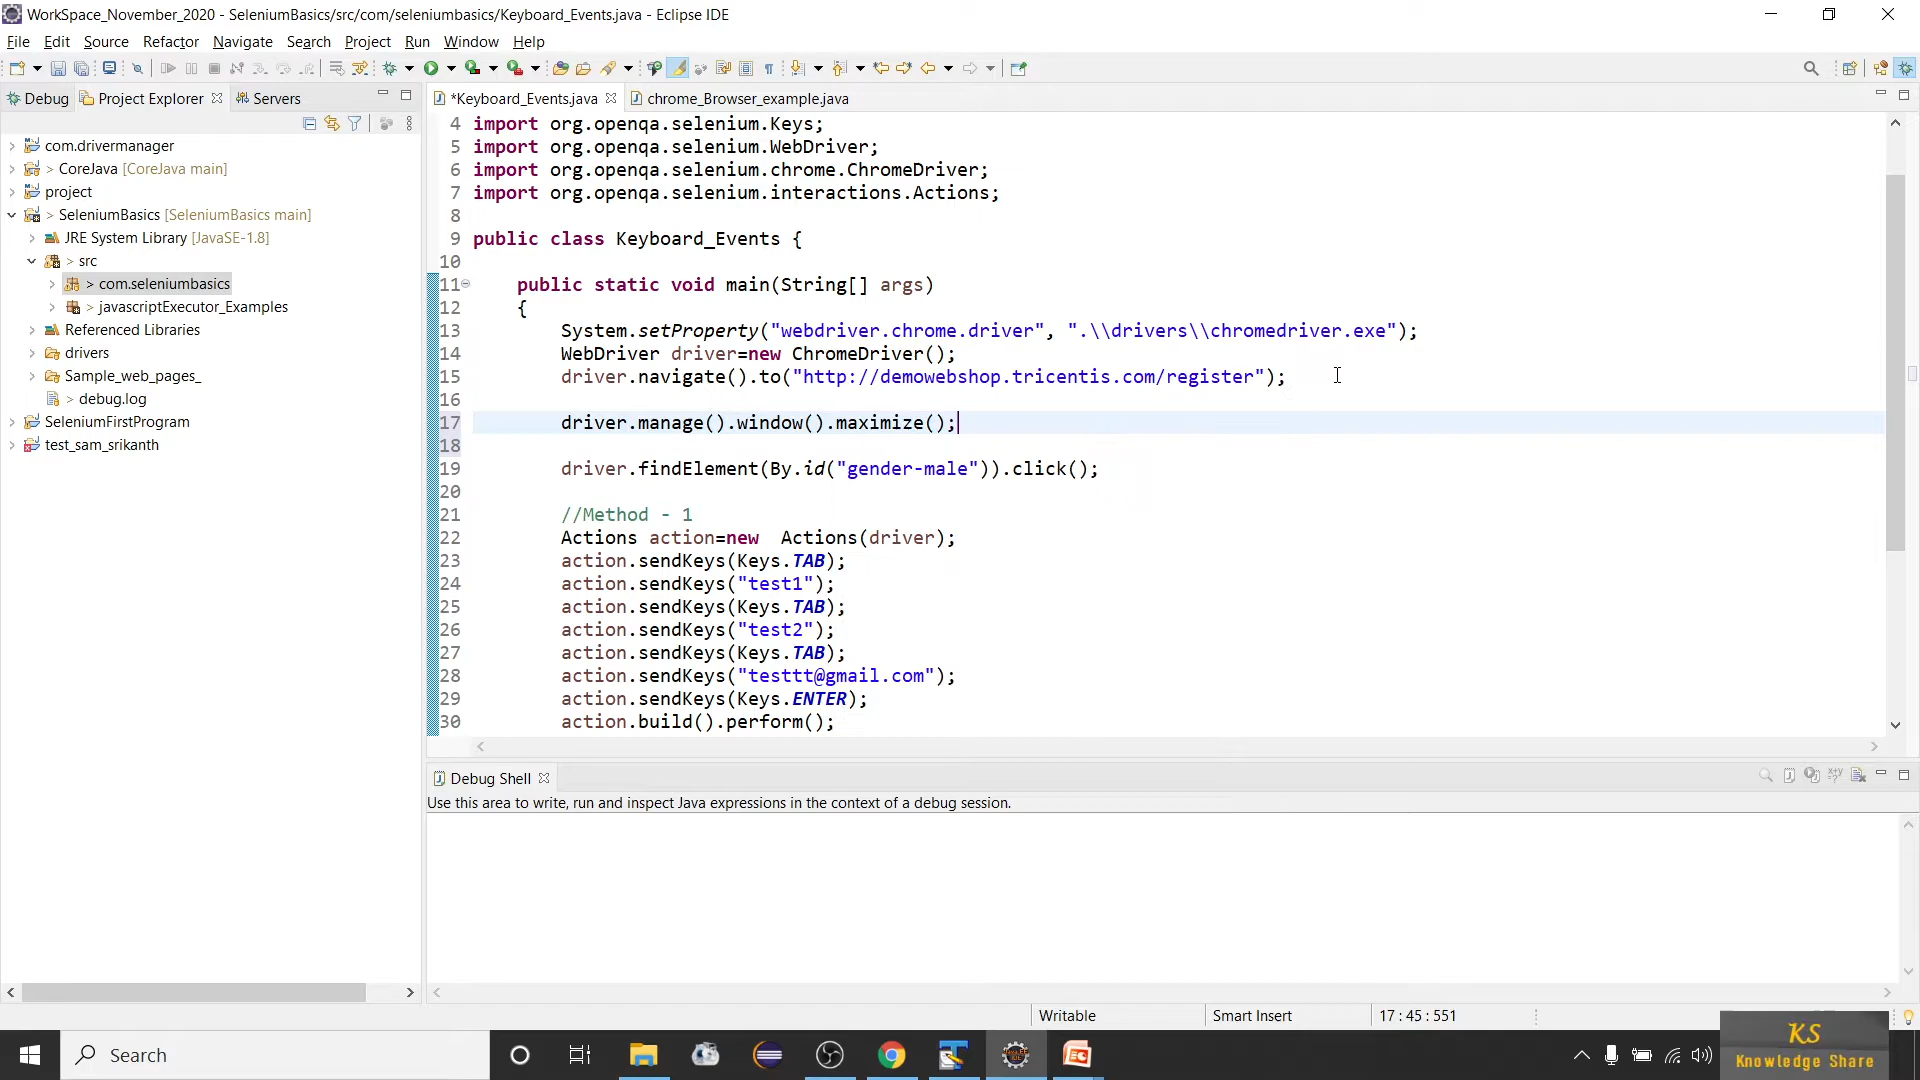 WorkSpace_November_2020 - SeleniumBasics/src/com/seleniumbasics/Keyboard_Events.java - Eclipse IDE
File Edit Source Refactor Navigate Search Project Run Window Help
Debug Project Explorer Servers
*Keyboard_Events.java chrome_Browser_example.java
com.drivermanager
> CoreJava [CoreJava main]
project
> SeleniumBasics [SeleniumBasics main]
JRE System Library [JavaSE-1.8]
> src
> com.seleniumbasics
> javascriptExecutor_Examples
Referenced Libraries
drivers
Sample_web_pages_
> debug.log
SeleniumFirstProgram
test_sam_srikanth
4 import org.openqa.selenium.Keys;
5 import org.openqa.selenium.WebDriver;
6 import org.openqa.selenium.chrome.ChromeDriver;
7 import org.openqa.selenium.interactions.Actions;
8
9 public class Keyboard_Events {
10
11 public static void main(String[] args)
12 {
13 System.setProperty("webdriver.chrome.driver", ".\\drivers\\chromedriver.exe");
14 WebDriver driver=new ChromeDriver();
15 driver.navigate().to("http://demowebshop.tricentis.com/register");
16
17 driver.manage().window().maximize();
18
19 driver.findElement(By.id("gender-male")).click();
20
21 //Method - 1
22 Actions action=new  Actions(driver);
23 action.sendKeys(Keys.TAB);
24 action.sendKeys("test1");
25 action.sendKeys(Keys.TAB);
26 action.sendKeys("test2");
27 action.sendKeys(Keys.TAB);
28 action.sendKeys("testtt@gmail.com");
29 action.sendKeys(Keys.ENTER);
30 action.build().perform();
Debug Shell
Use this area to write, run and inspect Java expressions in the context of a debug session.
Writable Smart Insert 17 : 45 : 551
Search
KS
Knowledge Share